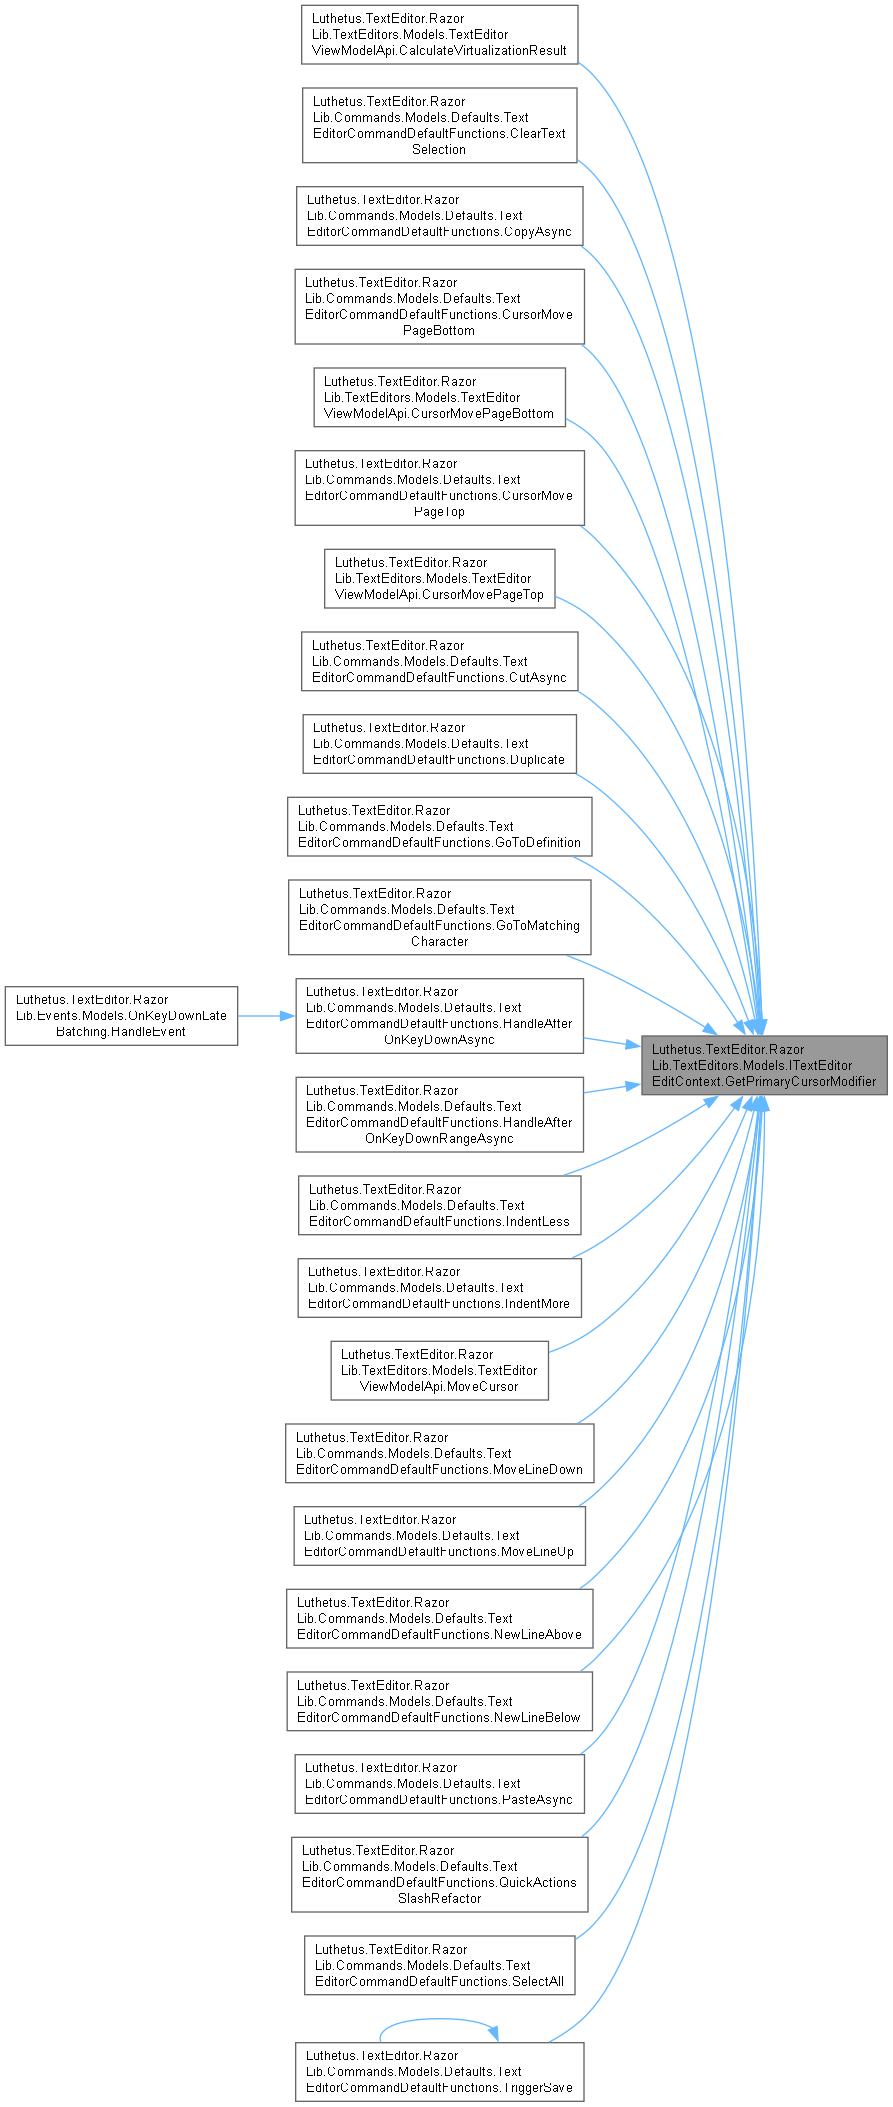 Luthetus.TextEditor.Razor
Lib.TextEditors.Models.TextEditor
ViewModelApi.CalculateVirtualizationResult
Luthetus.TextEditor.Razor
Lib.Commands.Models.Defaults.Text
EditorCommandDefaultFunctions.ClearText
Selection
Luthetus.TextEditor.Razor
Lib.Commands.Models.Defaults.Text
EditorCommandDefaultFunctions.CopyAsync
Luthetus.TextEditor.Razor
Lib.Commands.Models.Defaults.Text
EditorCommandDefaultFunctions.CursorMove
PageBottom
Luthetus.TextEditor.Razor
Lib.TextEditors.Models.TextEditor
ViewModelApi.CursorMovePageBottom
Luthetus.TextEditor.Razor
Lib.Commands.Models.Defaults.Text
EditorCommandDefaultFunctions.CursorMove
PageTop
Luthetus.TextEditor.Razor
Lib.TextEditors.Models.TextEditor
ViewModelApi.CursorMovePageTop
Luthetus.TextEditor.Razor
Lib.Commands.Models.Defaults.Text
EditorCommandDefaultFunctions.CutAsync
Luthetus.TextEditor.Razor
Lib.Commands.Models.Defaults.Text
EditorCommandDefaultFunctions.Duplicate
Luthetus.TextEditor.Razor
Lib.Commands.Models.Defaults.Text
EditorCommandDefaultFunctions.GoToDefinition
Luthetus.TextEditor.Razor
Lib.Commands.Models.Defaults.Text
EditorCommandDefaultFunctions.GoToMatching
Character
Luthetus.TextEditor.Razor
Lib.Events.Models.OnKeyDownLate
Batching.HandleEvent
Luthetus.TextEditor.Razor
Lib.Commands.Models.Defaults.Text
EditorCommandDefaultFunctions.HandleAfter
OnKeyDownAsync
Luthetus.TextEditor.Razor
Lib.TextEditors.Models.ITextEditor
EditContext.GetPrimaryCursorModifier
Luthetus.TextEditor.Razor
Lib.Commands.Models.Defaults.Text
EditorCommandDefaultFunctions.HandleAfter
OnKeyDownRangeAsync
Luthetus.TextEditor.Razor
Lib.Commands.Models.Defaults.Text
EditorCommandDefaultFunctions.IndentLess
Luthetus.TextEditor.Razor
Lib.Commands.Models.Defaults.Text
EditorCommandDefaultFunctions.IndentMore
Luthetus.TextEditor.Razor
Lib.TextEditors.Models.TextEditor
ViewModelApi.MoveCursor
Luthetus.TextEditor.Razor
Lib.Commands.Models.Defaults.Text
EditorCommandDefaultFunctions.MoveLineDown
Luthetus.TextEditor.Razor
Lib.Commands.Models.Defaults.Text
EditorCommandDefaultFunctions.MoveLineUp
Luthetus.TextEditor.Razor
Lib.Commands.Models.Defaults.Text
EditorCommandDefaultFunctions.NewLineAbove
Luthetus.TextEditor.Razor
Lib.Commands.Models.Defaults.Text
EditorCommandDefaultFunctions.NewLineBelow
Luthetus.TextEditor.Razor
Lib.Commands.Models.Defaults.Text
EditorCommandDefaultFunctions.PasteAsync
Luthetus.TextEditor.Razor
Lib.Commands.Models.Defaults.Text
EditorCommandDefaultFunctions.QuickActions
SlashRefactor
Luthetus.TextEditor.Razor
Lib.Commands.Models.Defaults.Text
EditorCommandDefaultFunctions.SelectAll
Luthetus.TextEditor.Razor
Lib.Commands.Models.Defaults.Text
EditorCommandDefaultFunctions.TriggerSave